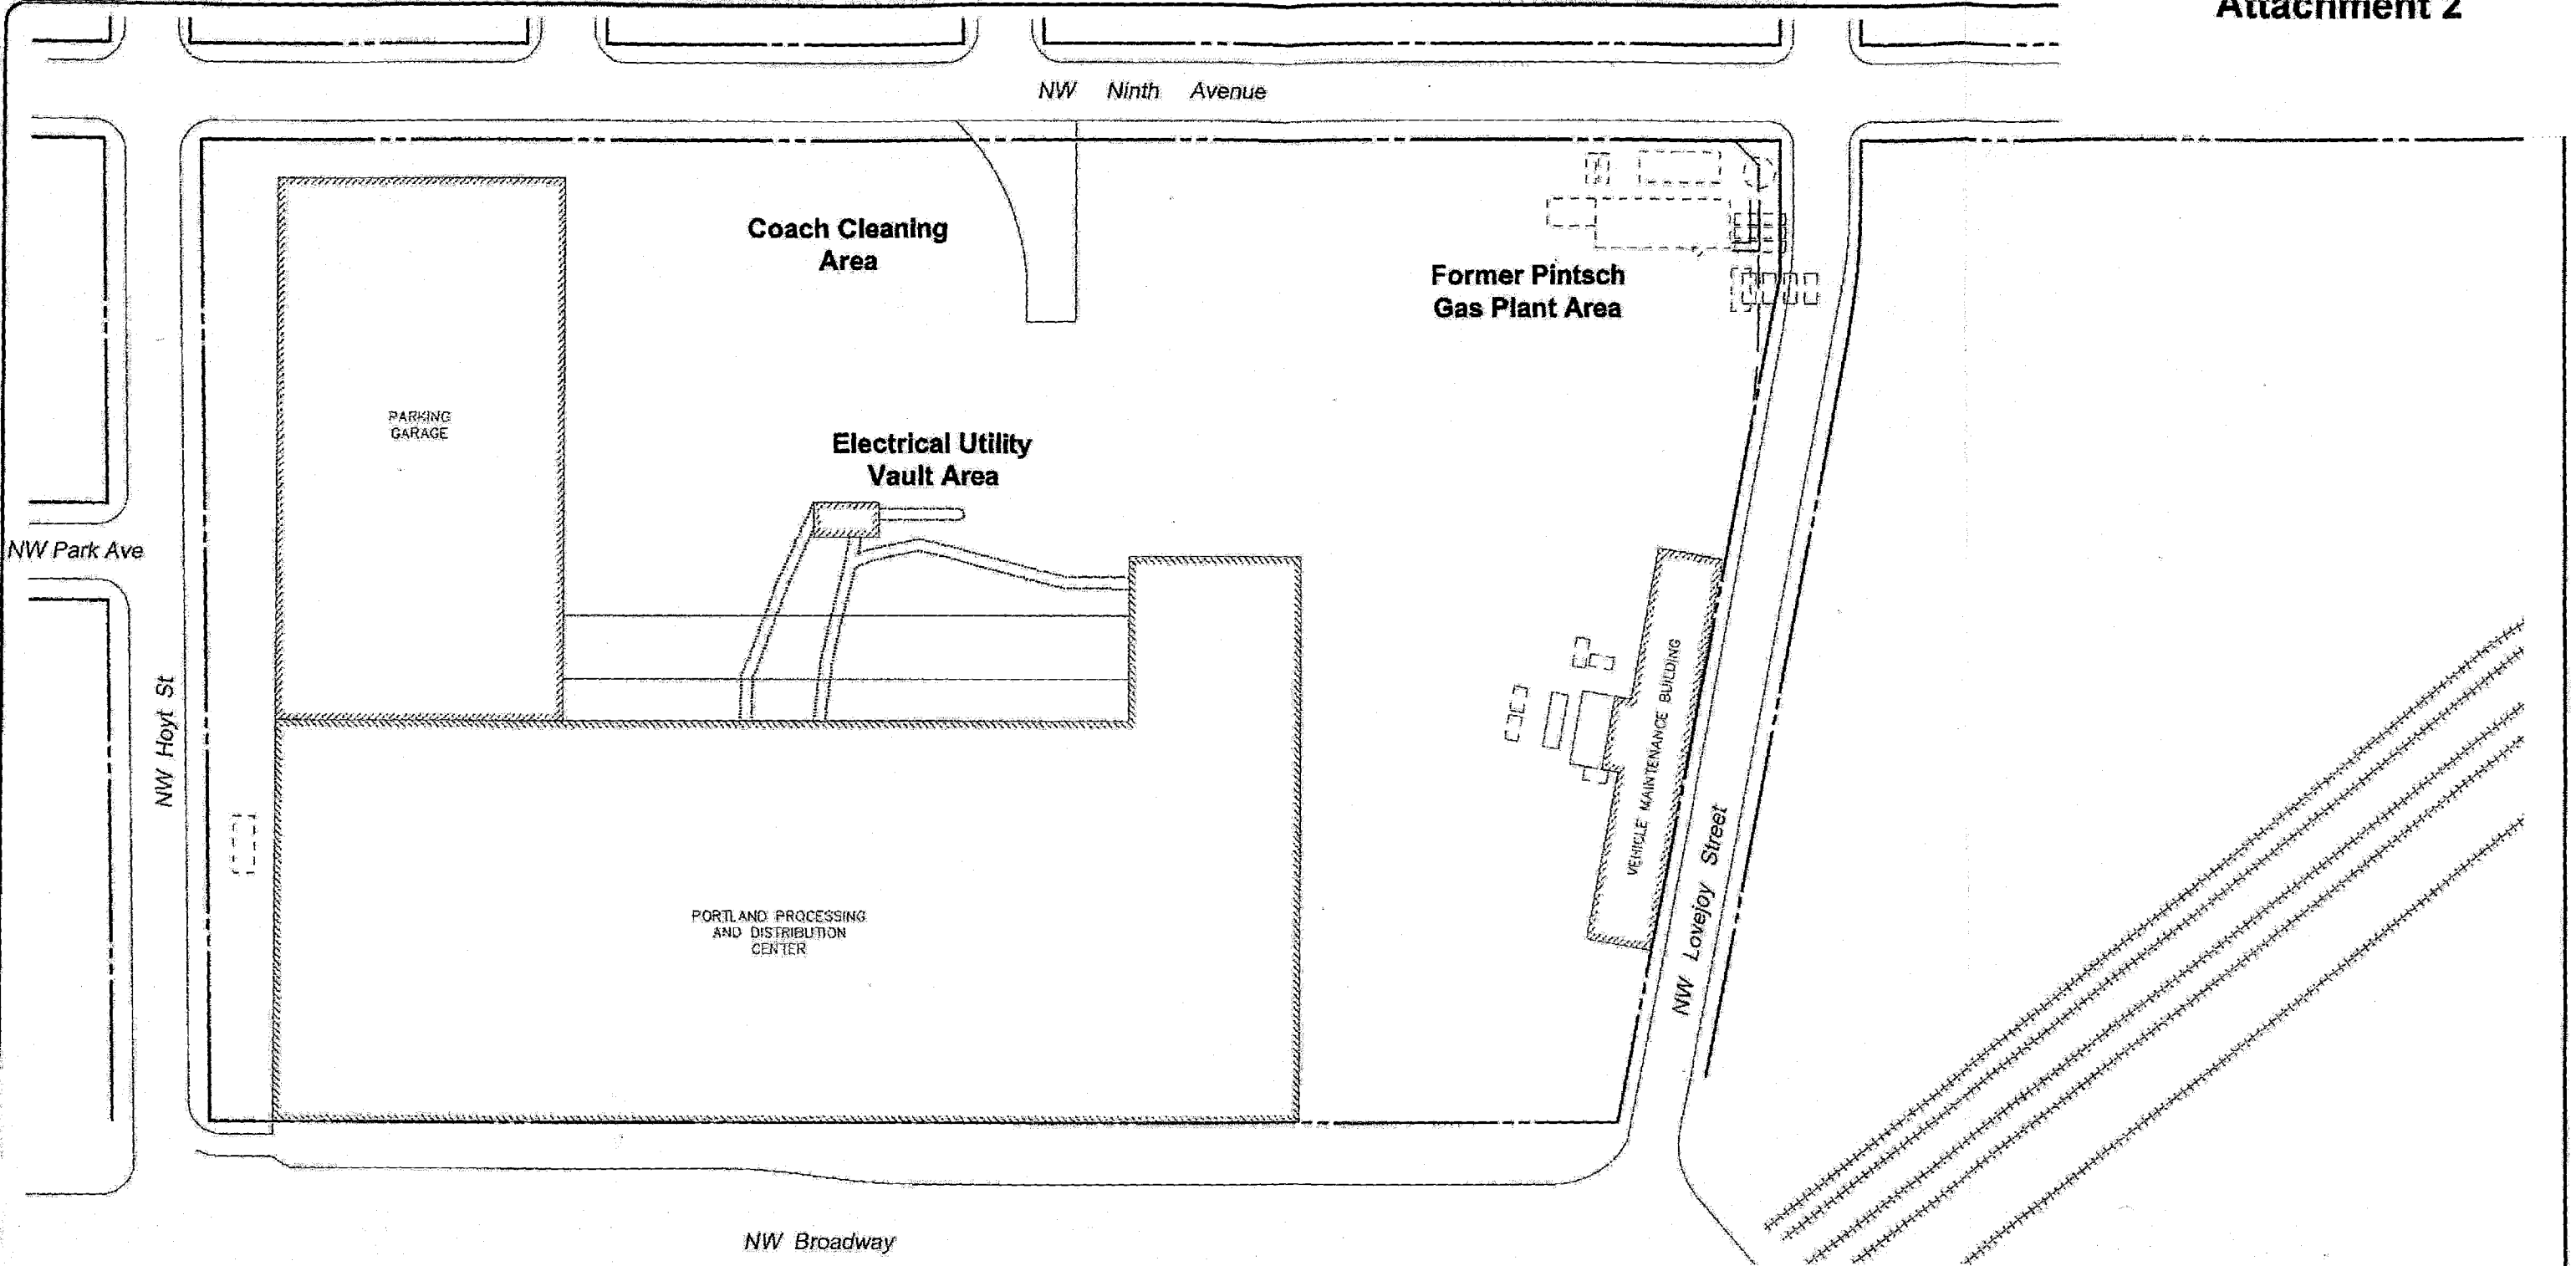 Attachment 2
NW Ninth Avenue
Coach Cleaning
Area
Former Pintsch
Gas Plant Area
PARKING
GARAGE
Electrical Utility
Vault Area
NW Park Ave
NW Hoyt St
VEHICLE MAINTENANCE BUILDING
NW Lovejoy Street
PORTLAND PROCESSING
AND DISTRIBUTION
CENTER
NW Broadway